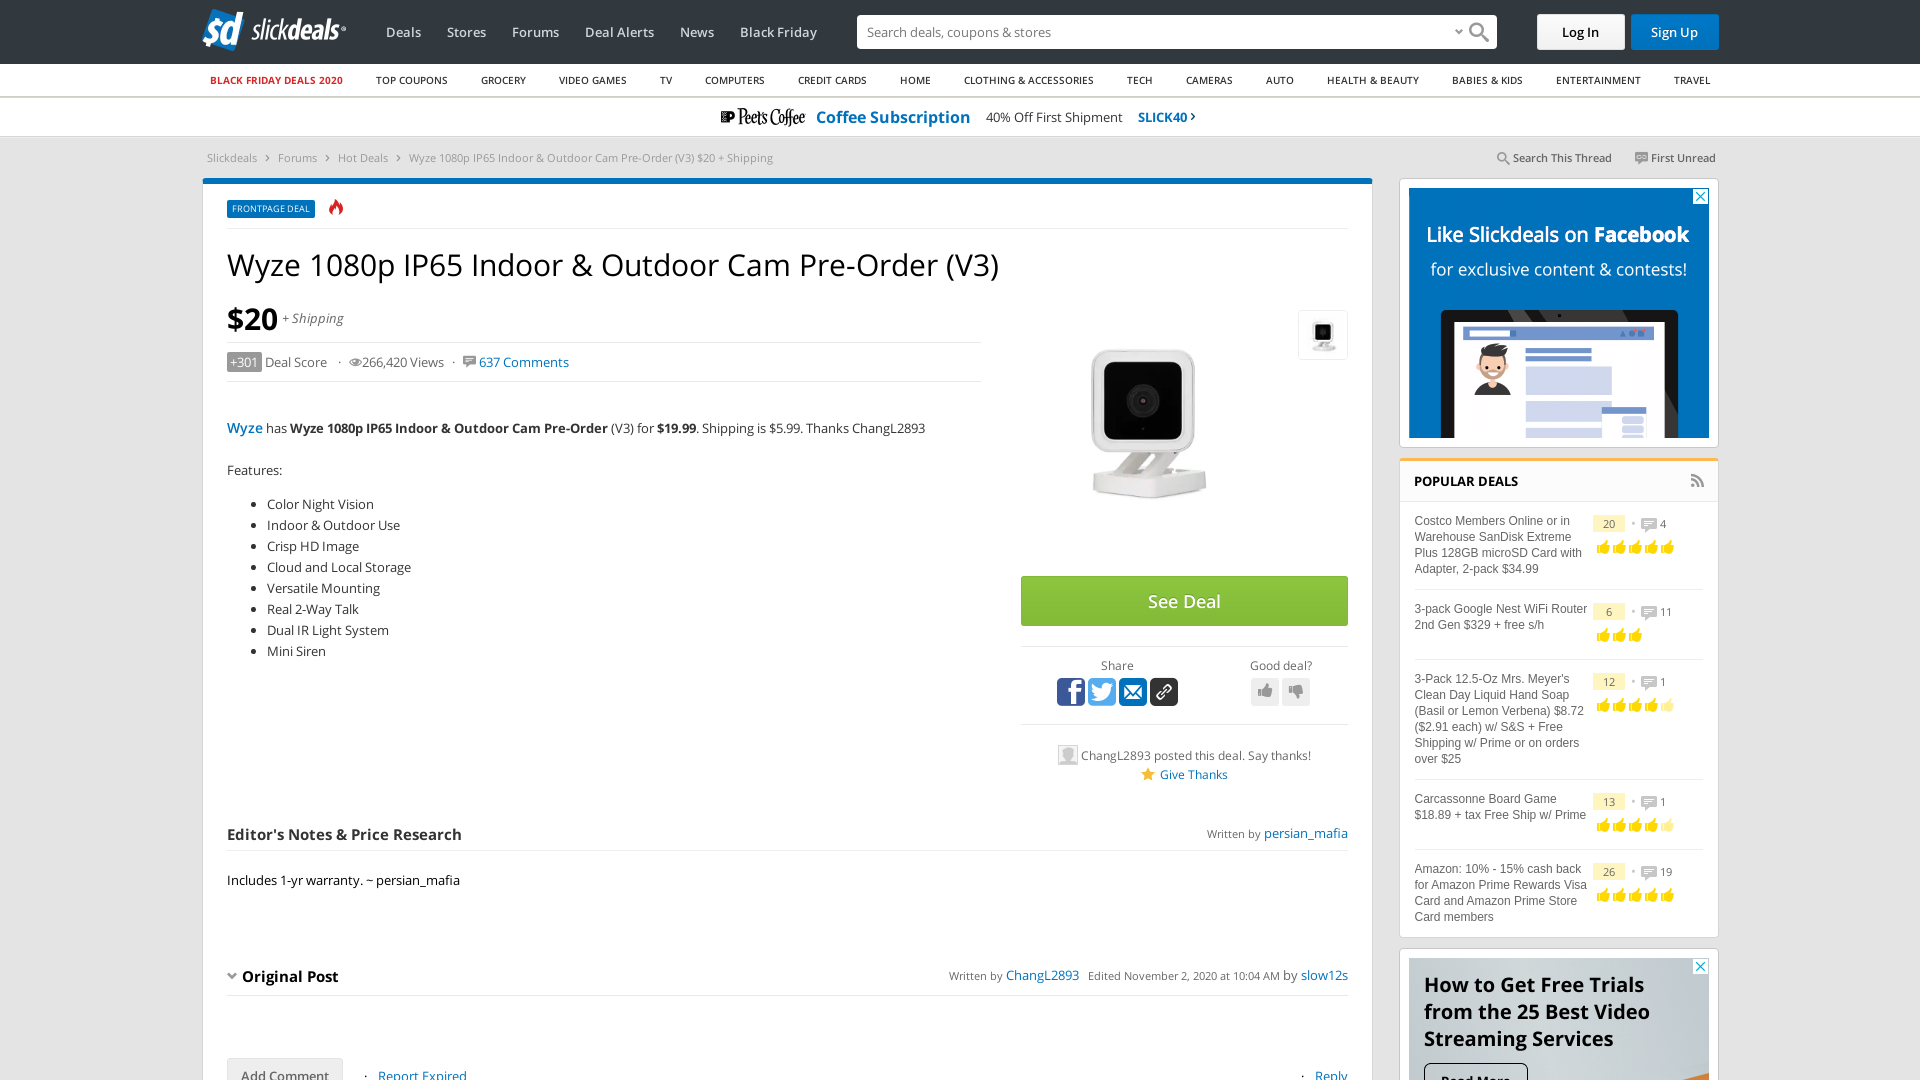 sd slickdeals
Deals Stores Forums Deal Alerts News Black Friday
Search deals, coupons & stores
Log In
Sign Up
BLACK FRIDAY DEALS 2020 TOP COUPONS GROCERY VIDEO GAMES TV COMPUTERS CREDIT CARDS HOME CLOTHING & ACCESSORIES TECH CAMERAS AUTO HEALTH & BEAUTY BABIES & KIDS ENTERTAINMENT TRAVEL
Peet's Coffee Coffee Subscription 40% Off First Shipment SLICK40
Slickdeals Forums Hot Deals Wyze 1080p IP65 Indoor & Outdoor Cam Pre-Order (V3) $20 + Shipping
Search This Thread First Unread
FRONTPAGE DEAL
Wyze 1080p IP65 Indoor & Outdoor Cam Pre-Order (V3)
$20 + Shipping
+301 Deal Score · 266,420 Views · 637 Comments
Wyze has Wyze 1080p IP65 Indoor & Outdoor Cam Pre-Order (V3) for $19.99. Shipping is $5.99. Thanks ChangL2893
Features:
• Color Night Vision
• Indoor & Outdoor Use
• Crisp HD Image
• Cloud and Local Storage
• Versatile Mounting
• Real 2-Way Talk
• Dual IR Light System
• Mini Siren
See Deal
Share
Good deal?
ChangL2893 posted this deal. Say thanks!
Give Thanks
Editor's Notes & Price Research
Written by persian_mafia
Includes 1-yr warranty. ~ persian_mafia
Original Post
Written by ChangL2893 Edited November 2, 2020 at 10:04 AM by slow12s
Add Comment · Report Expired
· Reply
Like Slickdeals on Facebook
for exclusive content & contests!
POPULAR DEALS
Costco Members Online or in
Warehouse SanDisk Extreme
Plus 128GB microSD Card with
Adapter, 2-pack $34.99
20 • 4
3-pack Google Nest WiFi Router
2nd Gen $329 + free s/h
6 • 11
3-Pack 12.5-Oz Mrs. Meyer's
Clean Day Liquid Hand Soap
(Basil or Lemon Verbena) $8.72
($2.91 each) w/ S&S + Free
Shipping w/ Prime or on orders
over $25
12 • 1
Carcassonne Board Game
$18.89 + tax Free Ship w/ Prime
13 • 1
Amazon: 10% - 15% cash back
for Amazon Prime Rewards Visa
Card and Amazon Prime Store
Card members
26 • 19
How to Get Free Trials
from the 25 Best Video
Streaming Services
Read More